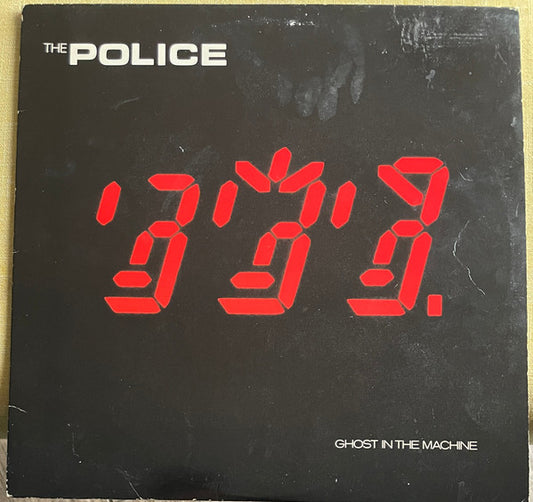 THE POLICE
GHOST IN THE MACHINE